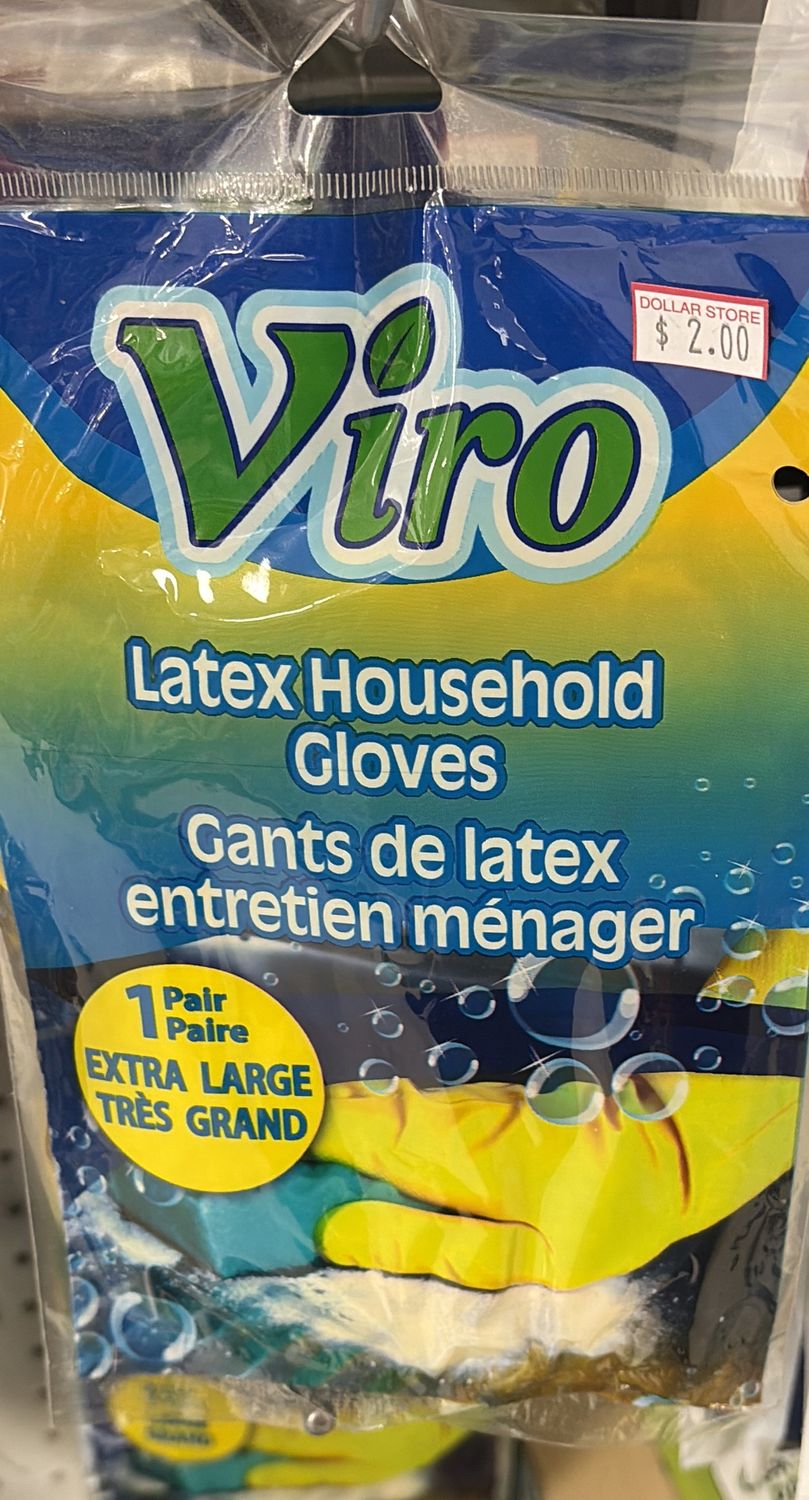 Viro
DOLLAR STORE
$ 2.00
Latex Household
Gloves
Gants de latex
entretien ménager
1 Pair
Paire
EXTRA LARGE
TRÈS GRAND